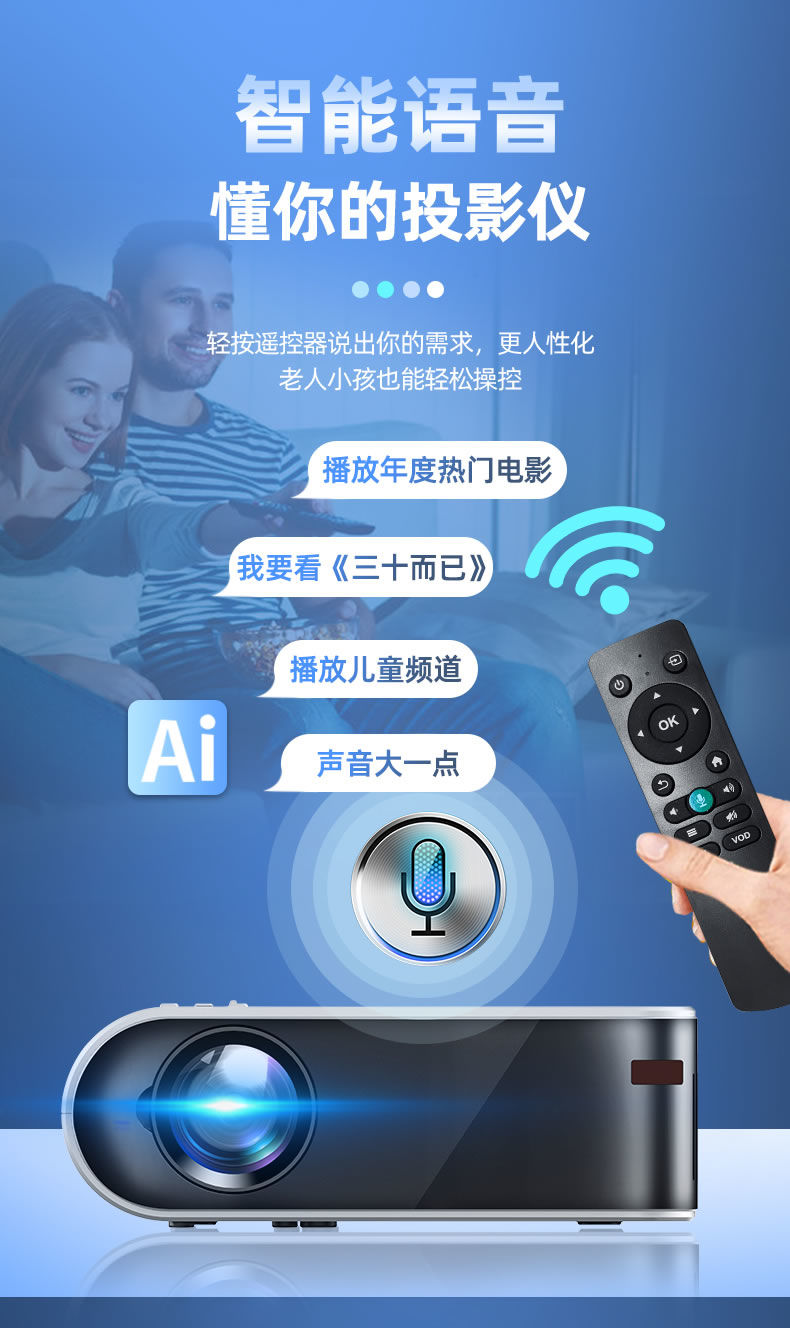 智能语音
懂你的投影仪
轻按遥控器说出你的需求，更人性化
老人小孩也能轻松操控
播放年度热门电影
我要看《三十而已》
播放儿童频道
Ai
声音大一点
OK
VOD